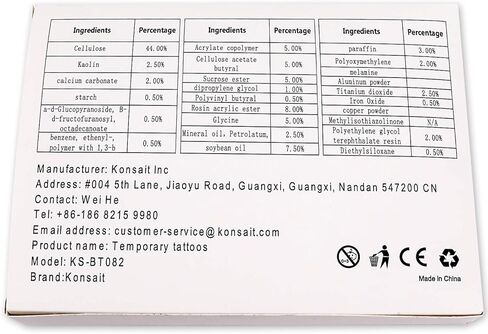 Ingredients Percentage Ingredients Percentage Ingredients Percentage
Cellulose 44.00% Acrylate copolymer 5.00% paraffin 3.00%
Kaolin 2.50% Cellulose acetate butyral 5.00% Polyoxymethylene melamine 2.00%
calcium carbonate 2.00% Sucrose ester 5.00% Aluminum powder
dipropylene glycol 1.00% Titanium dioxide 2.50%
starch 0.50% Polyvinyl butyral 0.50% Iron Oxide 0.50%
a-d-Glucopyranoside, B-d-fructofuranosyl, octadecanoate 0.50% Rosin acrylic ester 8.00% copper powder
Glycine 5.00% Methylisothiazolinone N/A
benzene, ethenyl-, polymer with 1,3-b 0.50% Mineral oil, Petrolatum, 2.50% Polyethylene glycol terephthalate resin 2.00%
soybean oil 7.50% Diethylsiloxane 0.50%
Manufacturer: Konsait Inc
Address: #004 5th Lane, Jiaoyu Road, Guangxi, Guangxi, Nandan 547200 CN
Contact: Wei He
Tel: +86-186 8215 9980
Email address: customer-service@konsait.com
Product name: Temporary tattoos
Model: KS-BT082
Brand:Konsait
0-3
CE
Made in China